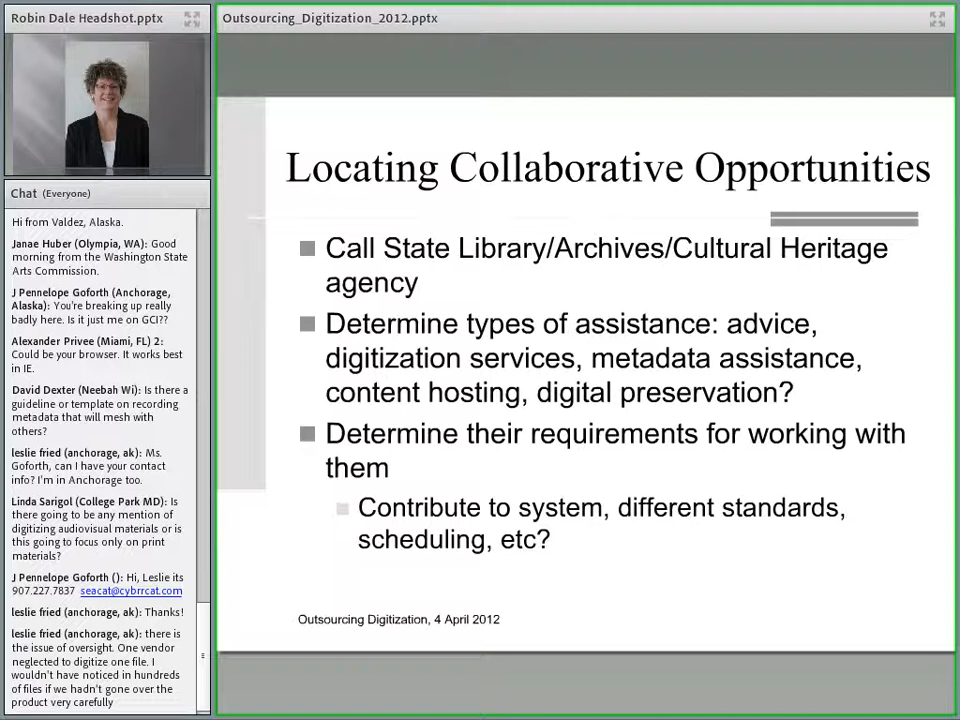 Robin Dale Headshot.pptx
Chat (Everyone)
Hi from Valdez, Alaska.
Janae Huber (Olympia, WA): Good
morning from the Washington State
Arts Commission.
J Pennelope Goforth (Anchorage,
Alaska): You're breaking up really
badly here. Is it just me on GCI??
Alexander Privee (Miami, FL) 2:
Could be your browser. It works best
in IE.
David Dexter (Neebah Wi): Is there a
guideline or template on recording
metadata that will mesh with
others?
leslie fried (anchorage, ak): Ms.
Goforth, can I have your contact
info? I'm in Anchorage too.
Linda Sarigol (College Park MD): Is
there going to be any mention of
digitizing audiovisual materials or is
this going to focus only on print
materials?
J Pennelope Goforth (): Hi, Leslie its
907.227.7837 seacat@cybrrcat.com
leslie fried (anchorage, ak): Thanks!
leslie fried (anchorage, ak): there is
the issue of oversight. One vendor
neglected to digitize one file. I
wouldn't have noticed in hundreds
of files if we hadn't gone over the
product very carefully
Outsourcing_Digitization_2012.pptx
Locating Collaborative Opportunities
Call State Library/Archives/Cultural Heritage
agency
Determine types of assistance: advice,
digitization services, metadata assistance,
content hosting, digital preservation?
Determine their requirements for working with
them
Contribute to system, different standards,
scheduling, etc?
Outsourcing Digitization, 4 April 2012